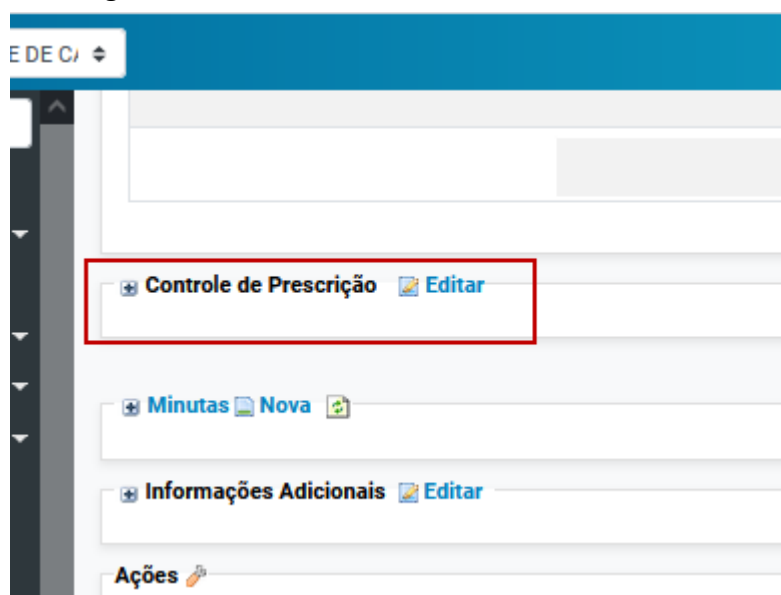 E DE C/
Controle de Prescrição Editar
Minutas Nova
Informações Adicionais Editar
Ações